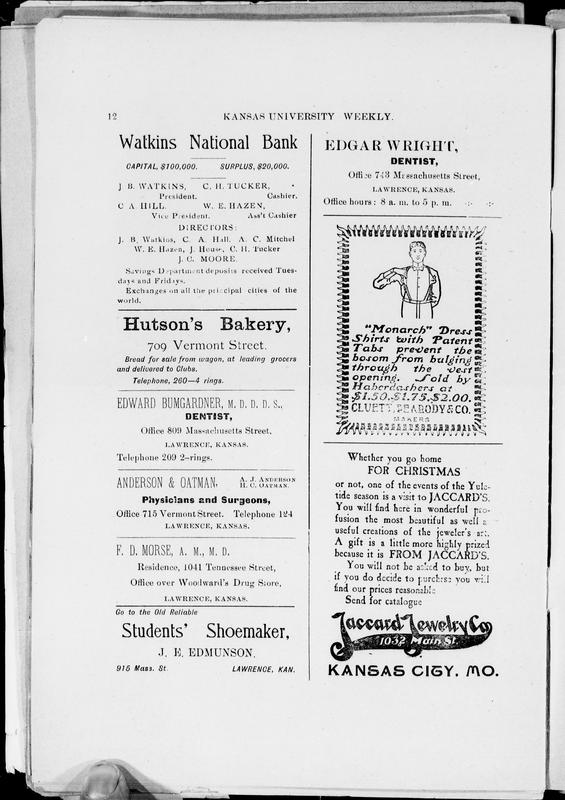 12
KANSAS UNIVERSITY WEEKLY.
Watkins National Bank
CAPITAL, $100,000. SURPLUS, $20,000.
J B. WATKINS, C. H. TUCKER,
President. Cashier.
C A. HILL. W. E. HAZEN,
Vice President. Ass't Cashier
DIRECTORS:
J. B. Watkins, C. A. Hall. A. C. Mitchel
W. E. Hazen, J. House, C. H. Tucker
J. C. MOORE.
Savings Department deposits received Tues-
days and Fridays.
Exchanges on all the principal cities of the
world.
Hutson's Bakery,
709 Vermont Street.
Bread for sale from wagon, at leading grocers
and delivered to Clubs.
Telephone, 260—4 rings.
EDWARD BUMGARDNER, M. D. D. D. S.,
DENTIST,
Office 809 Massachusetts Street,
LAWRENCE, KANSAS.
Telephone 209 2-rings.
ANDERSON & OATMAN, A. J. ANDERSON
H. C. OATMAN.
Physicians and Surgeons,
Office 715 Vermont Street. Telephone 124
LAWRENCE, KANSAS.
F. D. MORSE, A. M., M. D.
Residence, 1041 Tennessee Street,
Office over Woolward's Drug Store,
LAWRENCE, KANSAS.
Go to the Old Reliable
Students' Shoemaker,
J. E. EDMUNSON.
915 Mass. St. LAWRENCE, KAN.
EDGAR WRIGHT,
DENTIST,
Office 743 Massachusetts Street,
LAWRENCE, KANSAS.
Office hours: 8 a. m. to 5 p. m.
"Monarch" Dress
Shirts with Patent
Tabs prevent the
bosom from bulging
through the vest
opening. Sold by
Haberdashers at
$1.50.$1.75.$2.00.
CLUETT, PEABODY & CO.
MAKERS
Whether you go home
FOR CHRISTMAS
or not, one of the events of the Yule-
tide season is a visit to JACCARD'S.
You will find here in wonderful pro-
fusion the most beautiful as well a
useful creations of the jeweler's art.
A gift is a little more highly prized
because it is FROM JACCARD'S.
You will not be asked to buy, but
if you do decide to purchase you will
find our prices reasonable
Send for catalogue
Jaccard Jewelry Co
1032 Main St.
KANSAS CITY, MO.